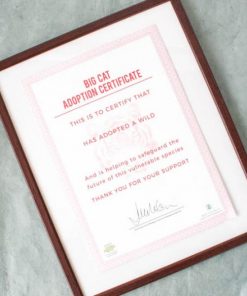 BIG CAT
ADOPTION CERTIFICATE
THIS IS TO CERTIFY THAT
HAS ADOPTED A WILD
And is helping to safeguard the
future of this vulnerable species
THANK YOU FOR YOUR SUPPORT